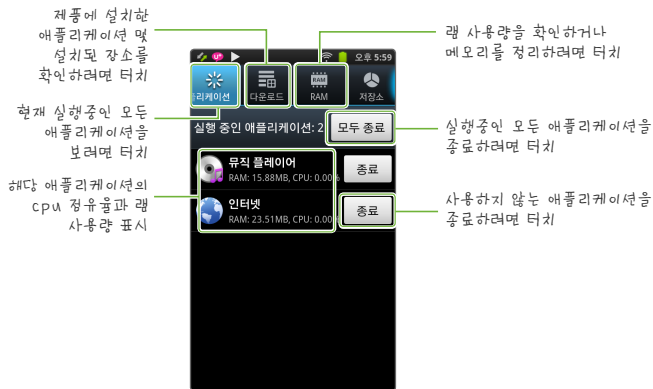 제품에 설치한
애플리케이션 및
설치된 장소를
확인하려면 터치
현재 실행중인 모든
애플리케이션을
보려면 터치
해당 애플리케이션의
cpu 점유율과 램
사용량 표시
오후 5:59
플리케이션
다운로드
RAM
RAM
저장소
실행 중인 애플리케이션: 2
모두 종료
뮤직 플레이어
RAM: 15.88MB, CPU: 0.00%
종료
인터넷
RAM: 23.51MB, CPU: 0.00%
종료
램 사용량을 확인하거나
메모리를 정리하려면 터치
실행중인 모든 애플리케이션을
종료하려면 터치
사용하지 않는 애플리케이션을
종료하려면 터치